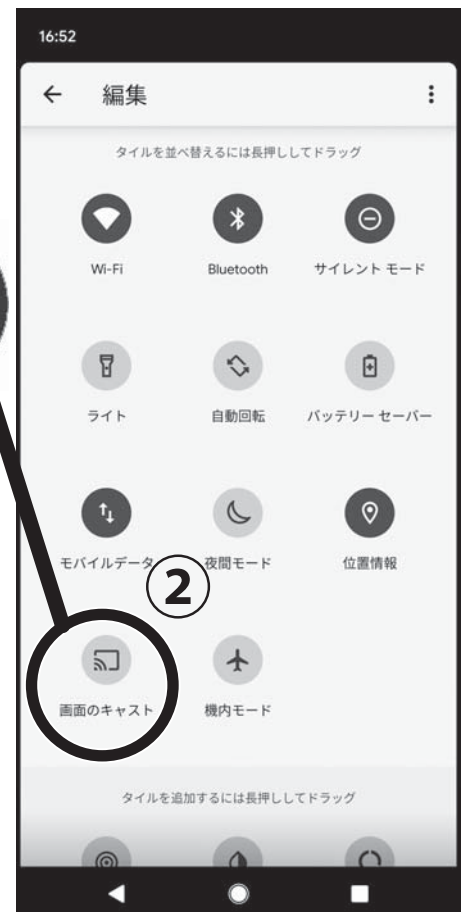 16:52
編集
タイルを並べ替えるには長押ししてドラッグ
Wi-Fi Bluetooth サイレント モード
ライト 自動回転 バッテリー セーバー
モバイルデータ 夜間モード 位置情報
②
画面のキャスト 機内モード
タイルを追加するには長押ししてドラッグ